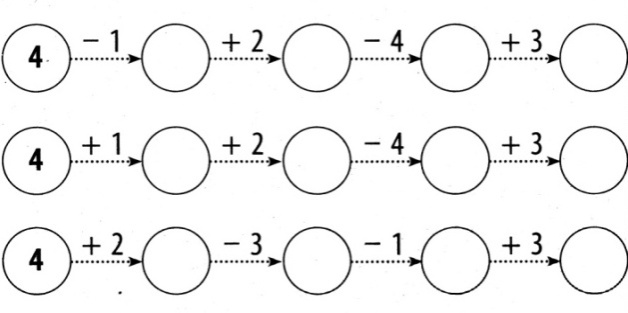 4 − 1 + 2 − 4 + 3
4 + 1 + 2 − 4 + 3
4 + 2 − 3 − 1 + 3